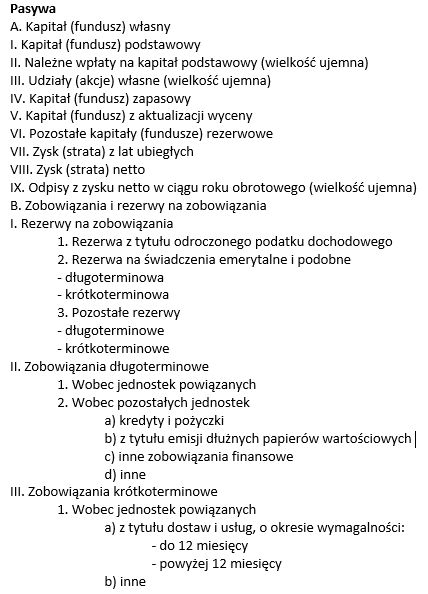 Pasywa
A. Kapitał (fundusz) własny
I. Kapitał (fundusz) podstawowy
II. Należne wpłaty na kapitał podstawowy (wielkość ujemna)
III. Udziały (akcje) własne (wielkość ujemna)
IV. Kapitał (fundusz) zapasowy
V. Kapitał (fundusz) z aktualizacji wyceny
VI. Pozostałe kapitały (fundusze) rezerwowe
VII. Zysk (strata) z lat ubiegłych
VIII. Zysk (strata) netto
IX. Odpisy z zysku netto w ciągu roku obrotowego (wielkość ujemna)
B. Zobowiązania i rezerwy na zobowiązania
I. Rezerwy na zobowiązania
1. Rezerwa z tytułu odroczonego podatku dochodowego
2. Rezerwa na świadczenia emerytalne i podobne
- długoterminowa
- krótkoterminowa
3. Pozostałe rezerwy
- długoterminowe
- krótkoterminowe
II. Zobowiązania długoterminowe
1. Wobec jednostek powiązanych
2. Wobec pozostałych jednostek
a) kredyty i pożyczki
b) z tytułu emisji dłużnych papierów wartościowych
c) inne zobowiązania finansowe
d) inne
III. Zobowiązania krótkoterminowe
1. Wobec jednostek powiązanych
a) z tytułu dostaw i usług, o okresie wymagalności:
- do 12 miesięcy
- powyżej 12 miesięcy
b) inne